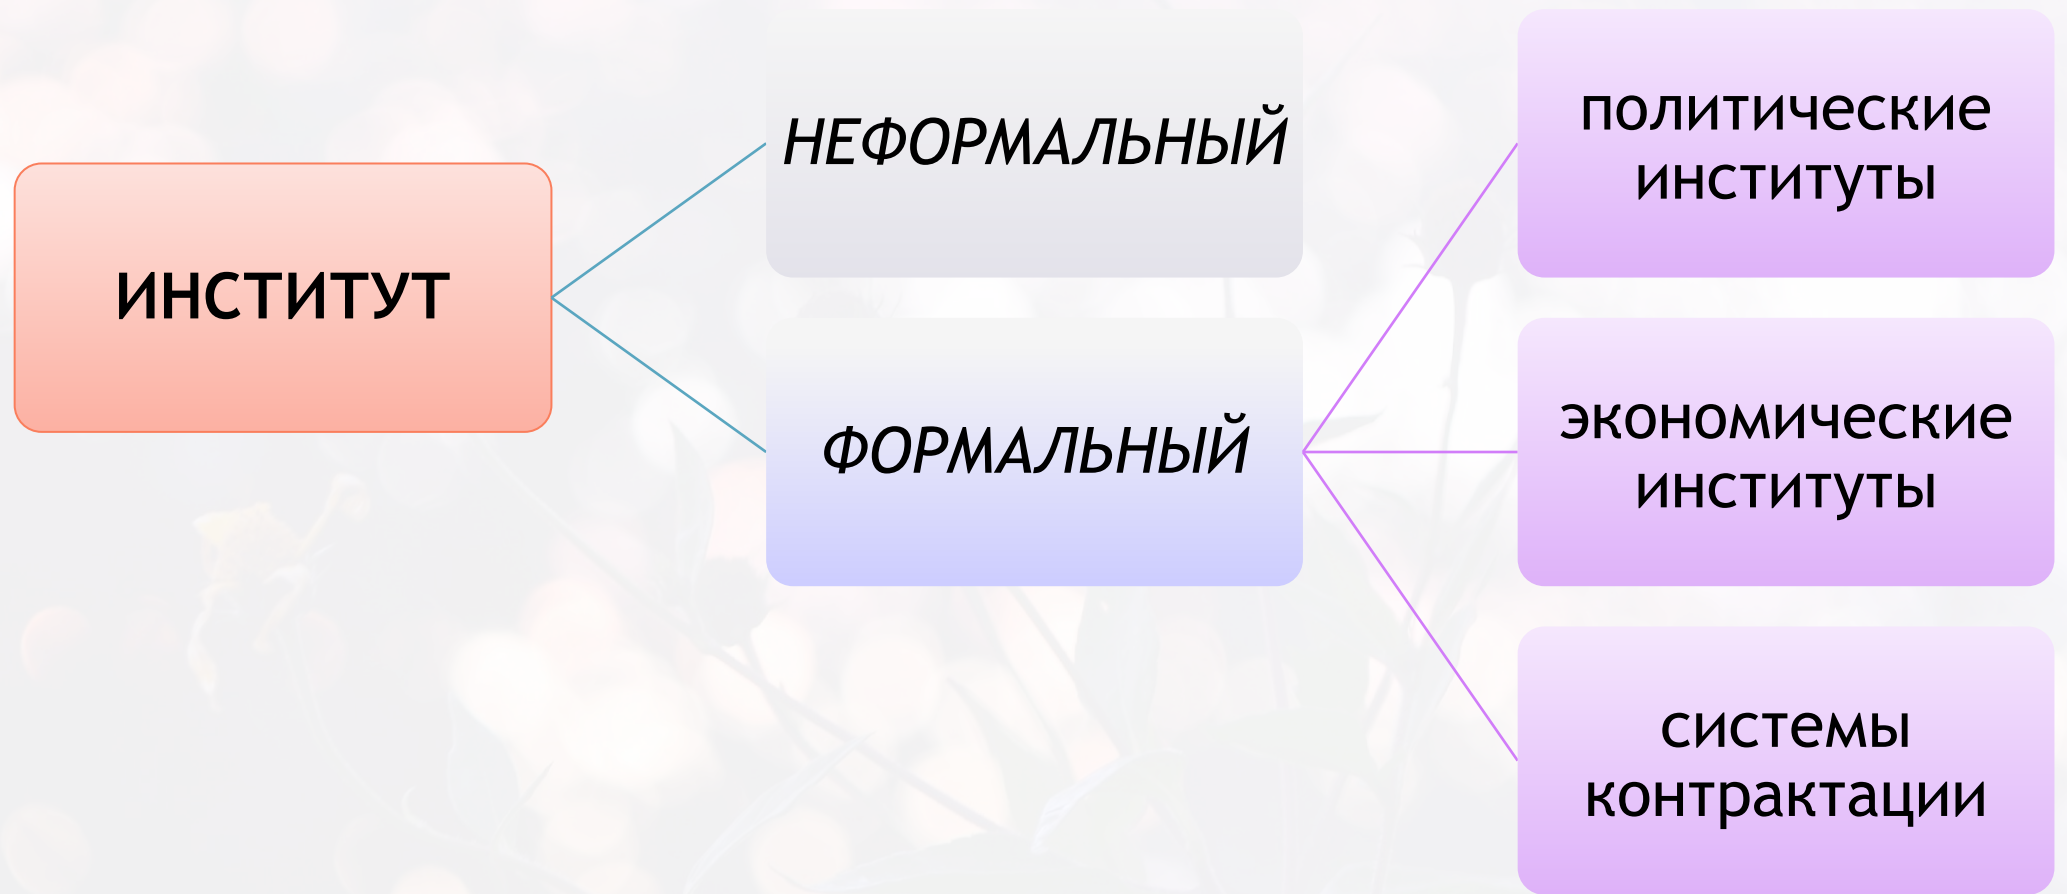 ИНСТИТУТ
НЕФОРМАЛЬНЫЙ
ФОРМАЛЬНЫЙ
политические
институты
экономические
институты
системы
контрактации